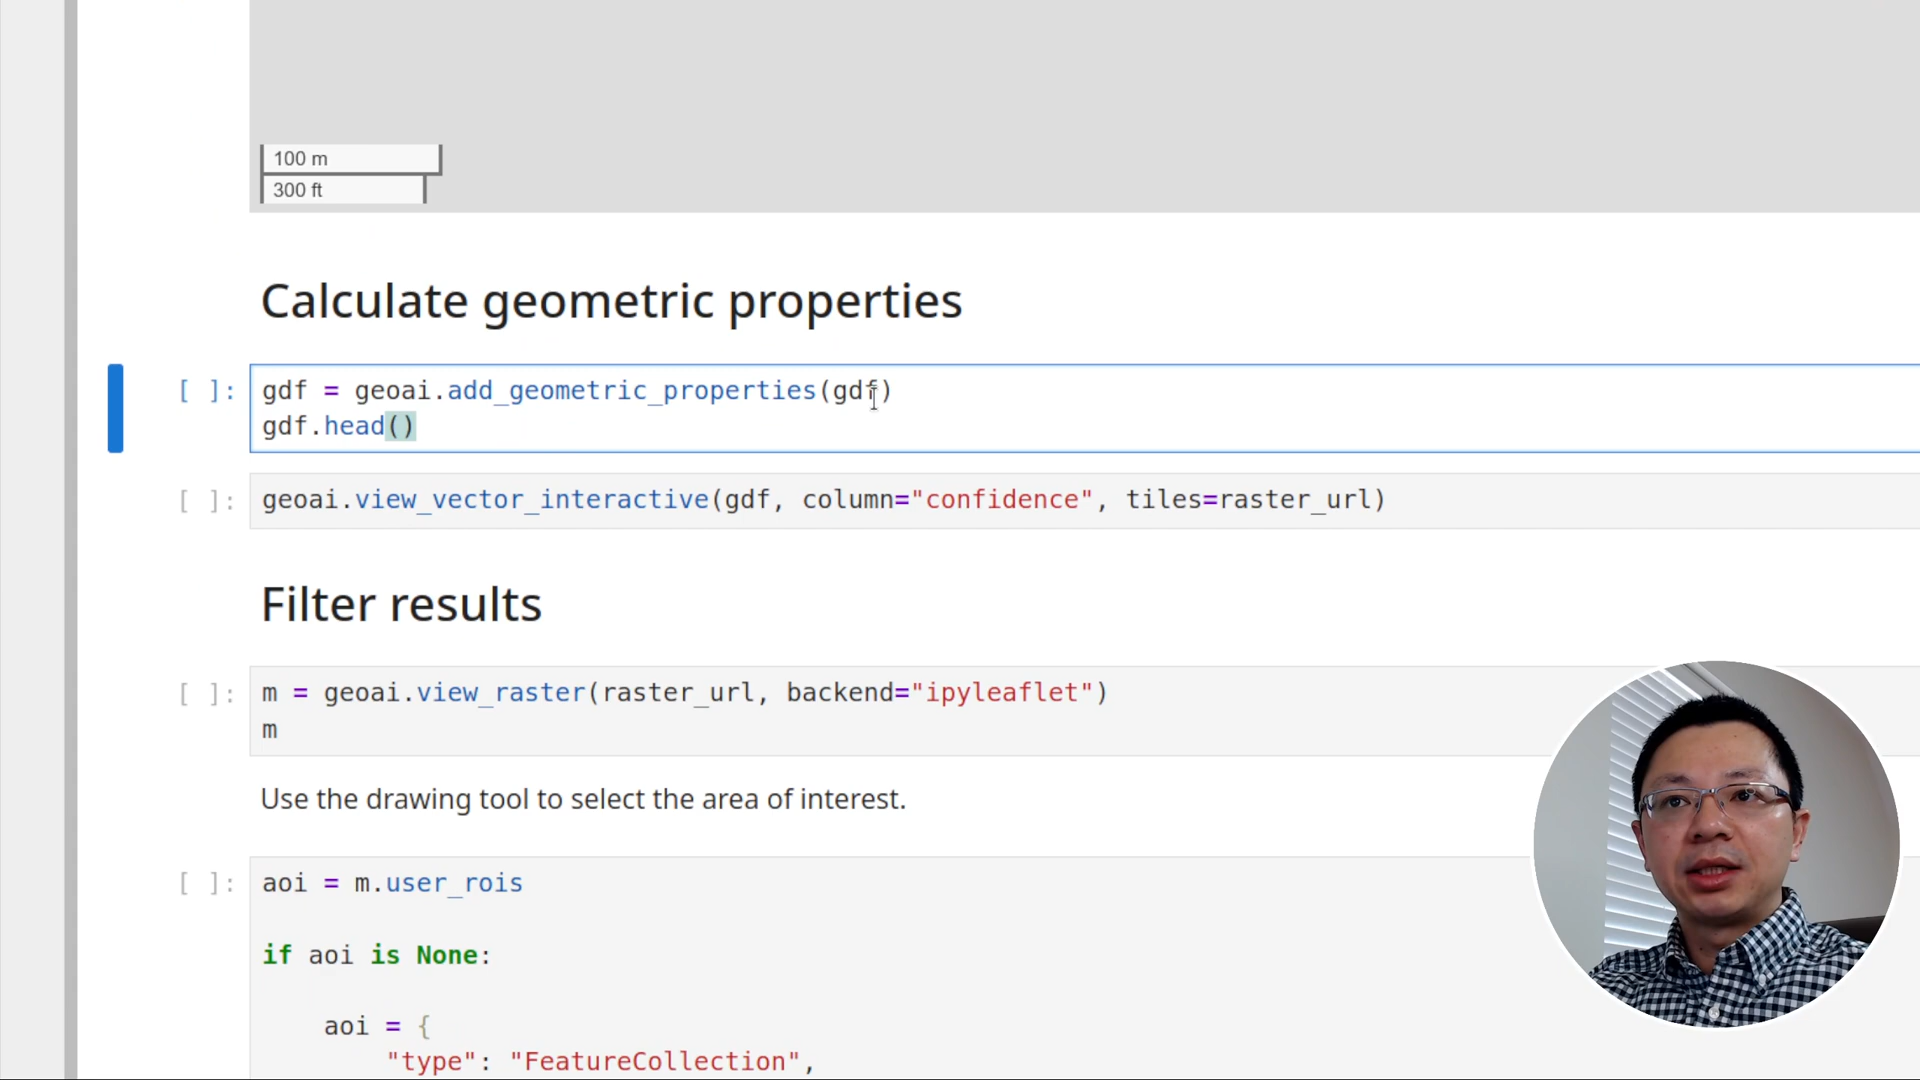 100 m
300 ft
Calculate geometric properties
[ ]: gdf = geoai.add_geometric_properties(gdf)
gdf.head()
[ ]: geoai.view_vector_interactive(gdf, column="confidence", tiles=raster_url)
Filter results
[ ]: m = geoai.view_raster(raster_url, backend="ipyleaflet")
m
Use the drawing tool to select the area of interest.
[ ]: aoi = m.user_rois
if aoi is None:
aoi = {
"type": "FeatureCollection",